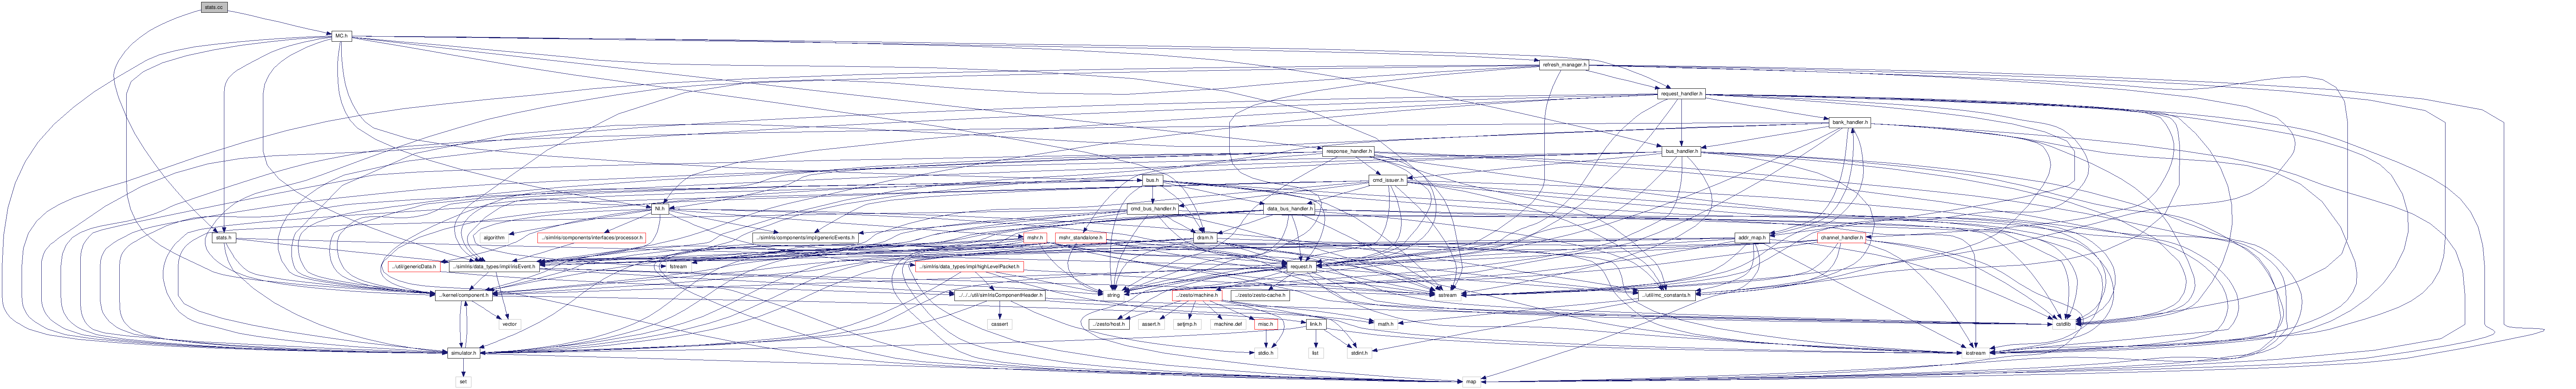 stats.cc
MC.h
refresh_manager.h
request_handler.h
bank_handler.h
response_handler.h
bus_handler.h
bus.h
cmd_issuer.h
NI.h
cmd_bus_handler.h
data_bus_handler.h
stats.h
algorithm
../simIris/components/interfaces/processor.h
../simIris/components/impl/genericEvents.h
mshr.h
mshr_standalone.h
dram.h
addr_map.h
channel_handler.h
../util/genericData.h
../simIris/data_types/impl/irisEvent.h
fstream
../simIris/data_types/impl/highLevelPacket.h
request.h
../kernel/component.h
../../../util/simIrisComponentHeader.h
string
../zesto/machine.h
../zesto/zesto-cache.h
sstream
../util/mc_constants.h
vector
cassert
../zesto/host.h
assert.h
setjmp.h
machine.def
misc.h
link.h
math.h
cstdlib
simulator.h
stdio.h
list
stdint.h
iostream
set
map